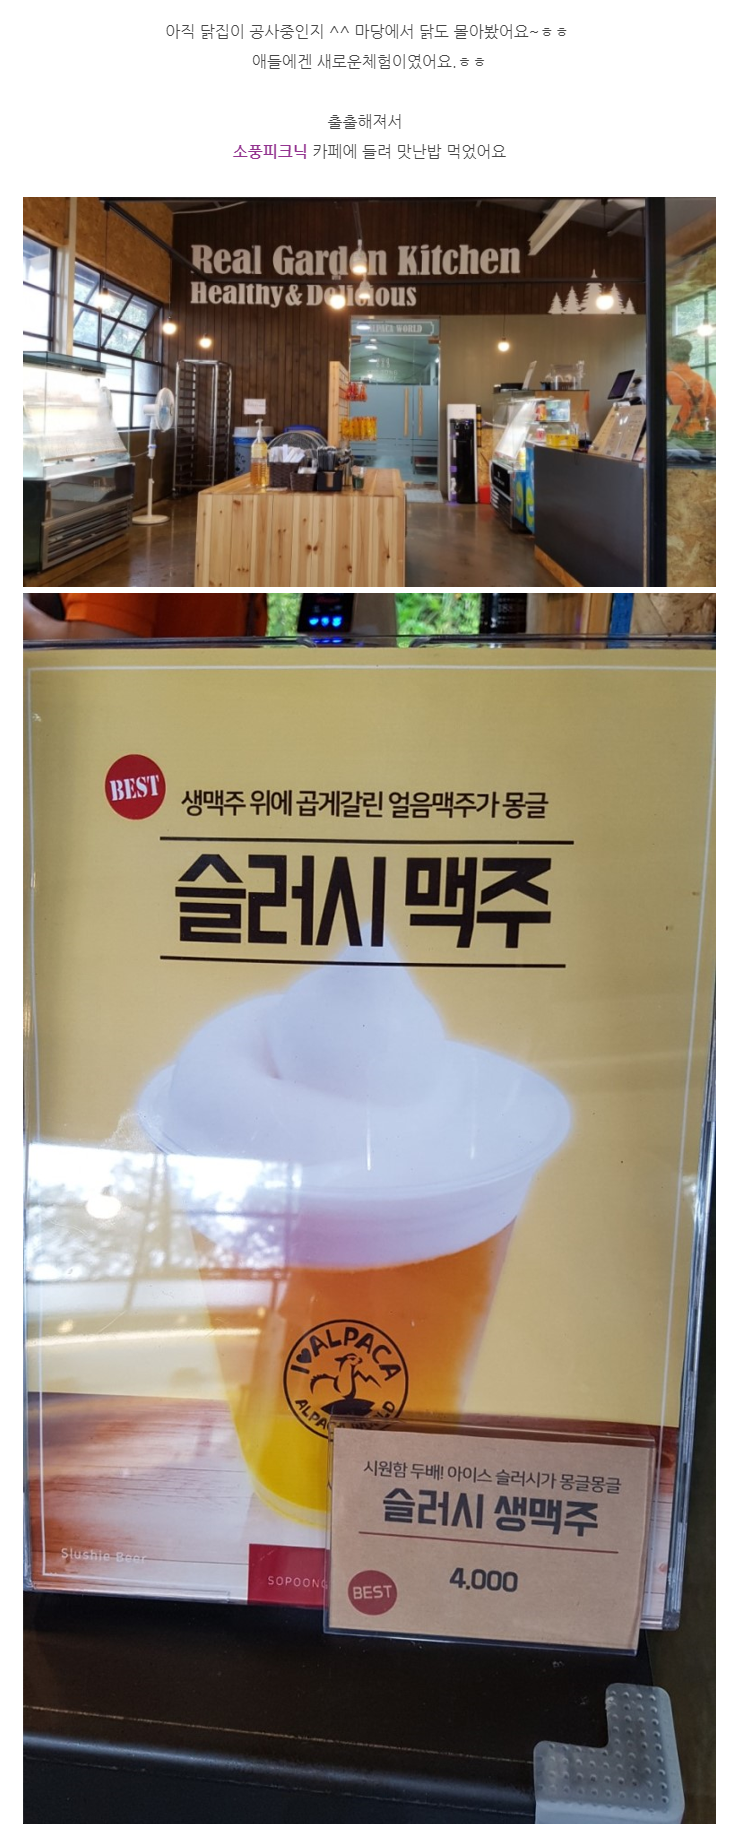 아직 닭집이 공사중인지 ^^ 마당에서 닭도 몰아봤어요~ㅎㅎ
애들에겐 새로운체험이였어요.ㅎㅎ
출출해져서
소풍피크닉 카페에 들려 맛난밥 먹었어요
Real Garden Kitchen
Healthy & Delicious
ALPACA WORLD
BEST
생맥주 위에 곱게갈린 얼음맥주가 몽글
슬러시 맥주
I♥ALPACA
시원함 두배! 아이스 슬러시가 몽글몽글
슬러시 생맥주
4.000
BEST
Slushie Beer